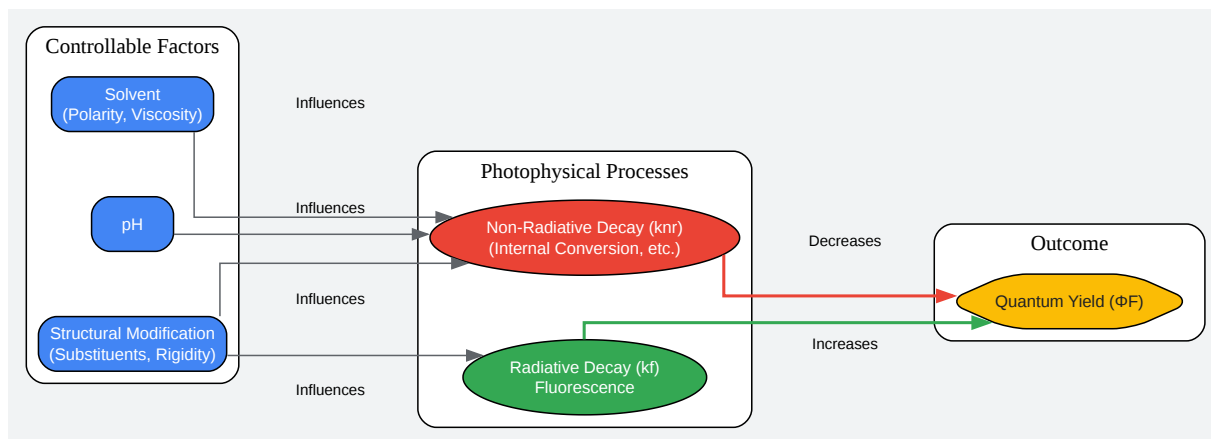 Controllable Factors
Solvent
(Polarity, Viscosity)
pH
Structural Modification
(Substituents, Rigidity)
Influences
Influences
Influences
Influences
Photophysical Processes
Non-Radiative Decay (knr)
(Internal Conversion, etc.)
Radiative Decay (kf)
Fluorescence
Decreases
Increases
Outcome
Quantum Yield (ΦF)